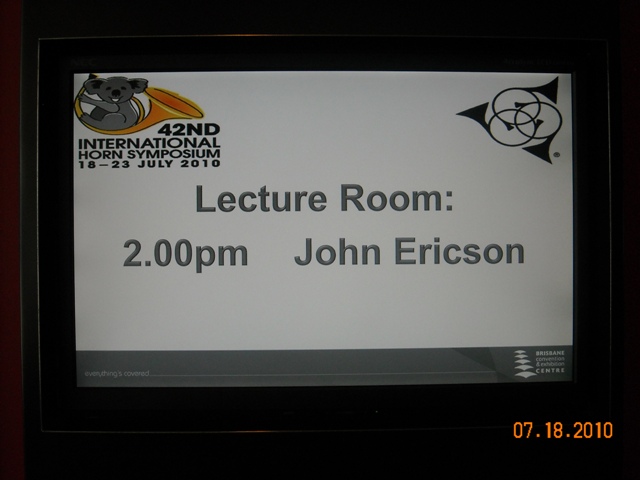 42ND
INTERNATIONAL
HORN SYMPOSIUM
18-23 JULY 2010
Lecture Room:
2.00pm John Ericson
everything's covered
BRISBANE
convention
& exhibition
CENTRE
07.18.2010